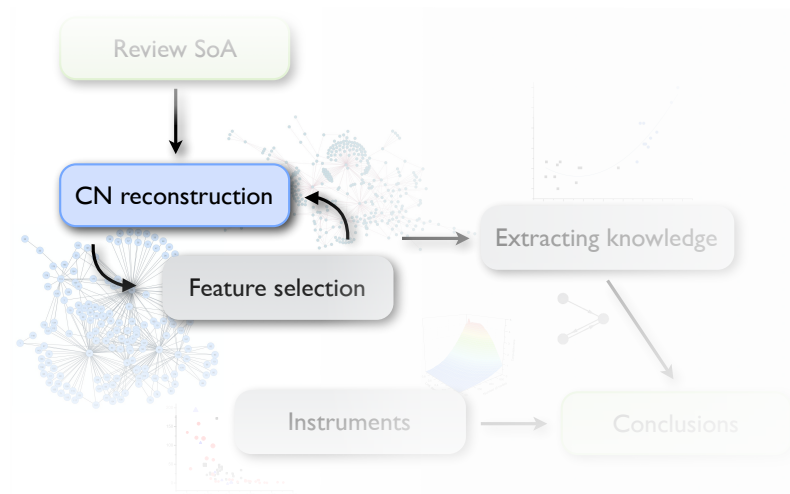 Review SoA
CN reconstruction
Extracting knowledge
Feature selection
Instruments
Conclusions